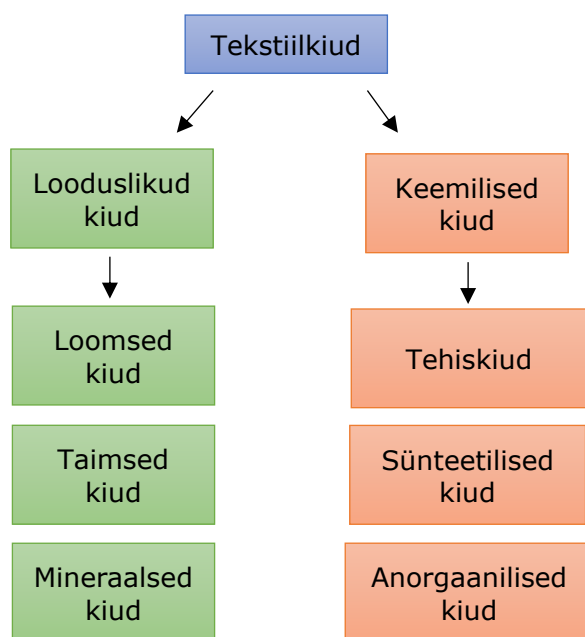 Tekstiilkiud
Looduslikud
kiud
Keemilised
kiud
Loomsed
kiud
Tehiskiud
Taimsed
kiud
Sünteetilised
kiud
Mineraalsed
kiud
Anorgaanilised
kiud